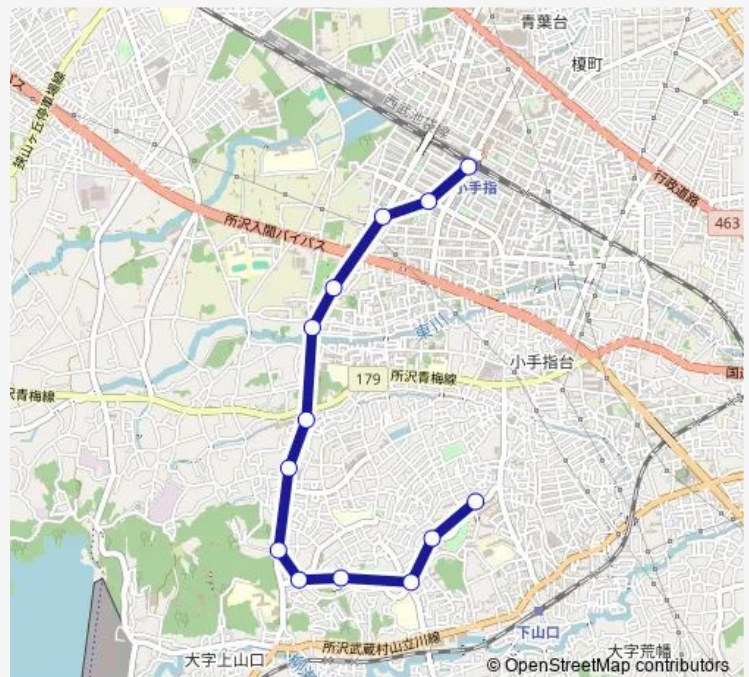 青葉台
榎町
西武池袋線
狭山ヶ丘停車場線
バス
小手指
行政道路
463
所沢入間バイパス
東川
小手指台
国道
179
所沢青梅線
沢青梅線
下山口
所沢武蔵村山立川線
大字上山口
大字荒幡
© OpenStreetMap contributors